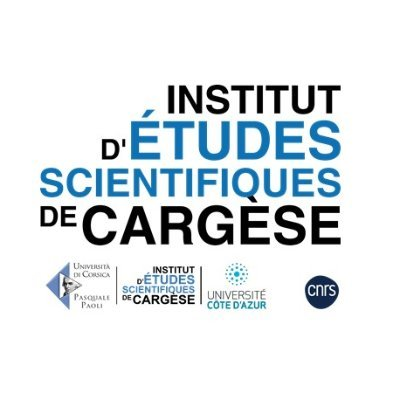 INSTITUT
D'ÉTUDES
SCIENTIFIQUES
DE CARGÈSE
UNIVERSITÀ
DI CORSICA
PASQUALE
PAOLI
INSTITUT
D'ÉTUDES
SCIENTIFIQUES
DE CARGÈSE
UNIVERSITÉ
CÔTE D'AZUR
cnrs